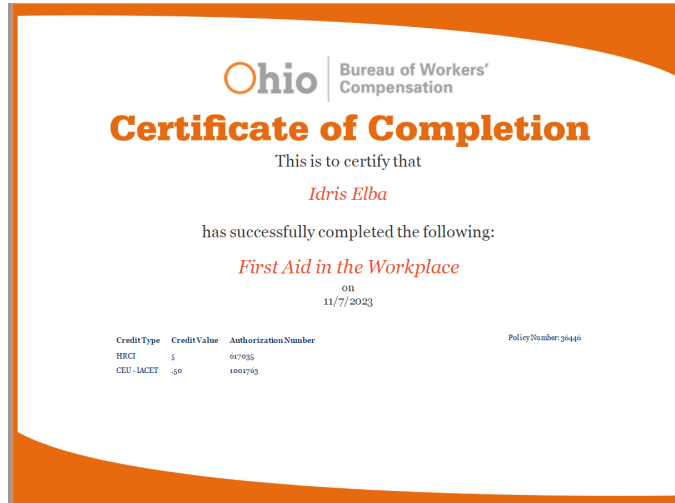 Ohio
Bureau of Workers'
Compensation
Certificate of Completion
This is to certify that
Idris Elba
has successfully completed the following:
First Aid in the Workplace
on
11/7/2023
Credit Type Credit Value Authorization Number
Policy Number: 36446
HRCI 5 617035
CEU - IACET .50 1001763